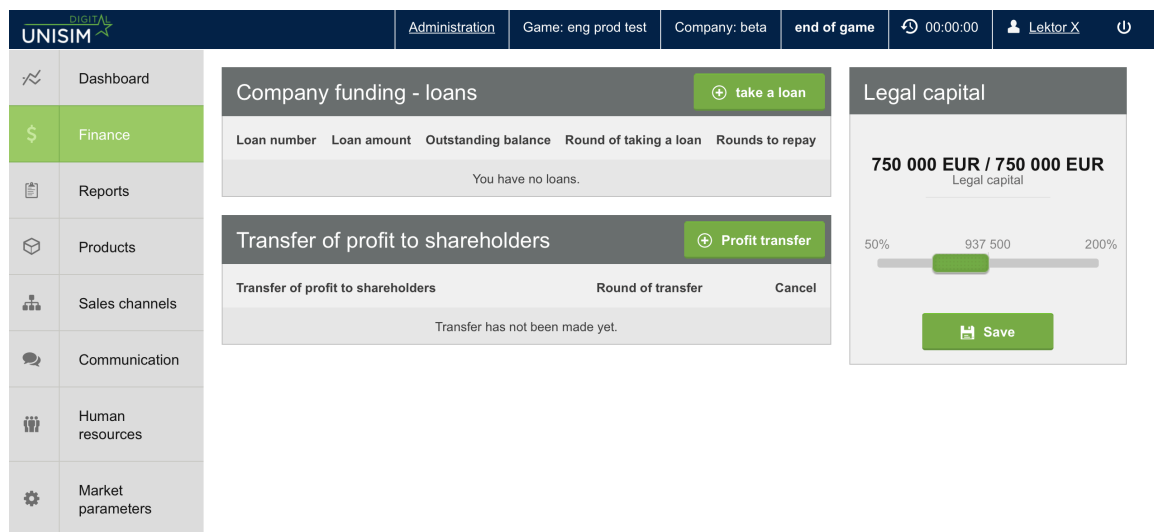 DIGITAL
UNISIM
Administration
Game: eng prod test
Company: beta
end of game
00:00:00
Lektor X
Dashboard
Finance
Reports
Products
Sales channels
Communication
Human
resources
Market
parameters
Company funding - loans
take a loan
Loan number Loan amount Outstanding balance Round of taking a loan Rounds to repay
You have no loans.
Transfer of profit to shareholders
Profit transfer
Transfer of profit to shareholders Round of transfer Cancel
Transfer has not been made yet.
Legal capital
750 000 EUR / 750 000 EUR
Legal capital
50% 937 500 200%
Save